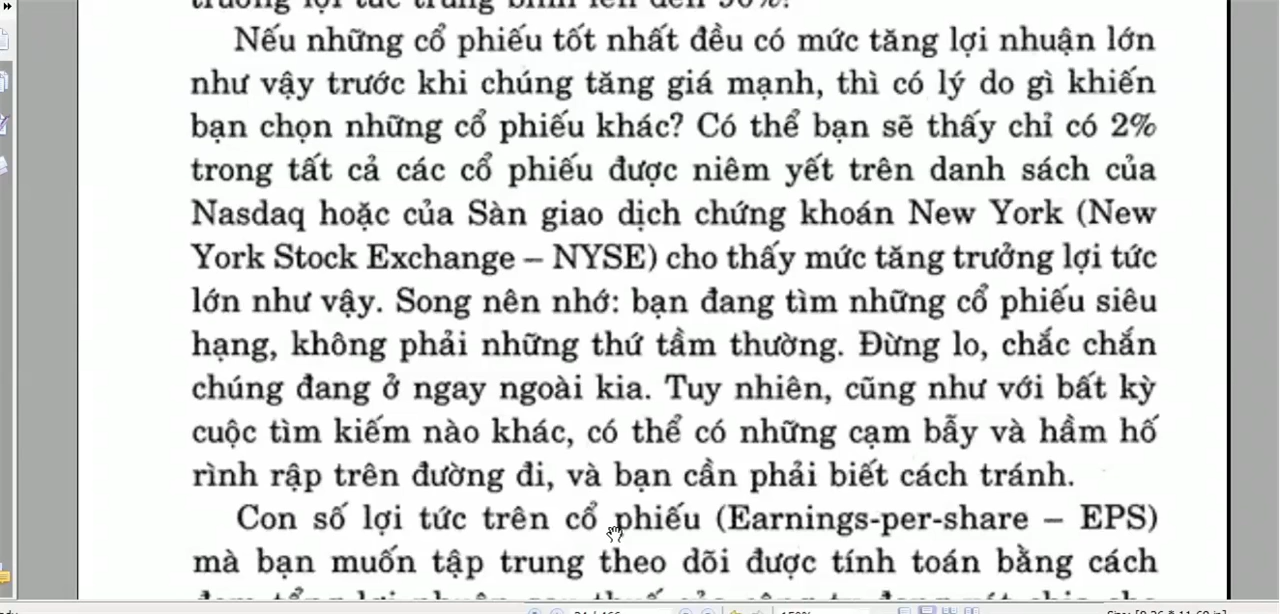 Nếu những cổ phiếu tốt nhất đều có mức tăng lợi nhuận lớn
như vậy trước khi chúng tăng giá mạnh, thì có lý do gì khiến
bạn chọn những cổ phiếu khác? Có thể bạn sẽ thấy chỉ có 2%
trong tất cả các cổ phiếu được niêm yết trên danh sách của
Nasdaq hoặc của Sàn giao dịch chứng khoán New York (New
York Stock Exchange – NYSE) cho thấy mức tăng trưởng lợi tức
lớn như vậy. Song nên nhớ: bạn đang tìm những cổ phiếu siêu
hạng, không phải những thứ tầm thường. Đừng lo, chắc chắn
chúng đang ở ngay ngoài kia. Tuy nhiên, cũng như với bất kỳ
cuộc tìm kiếm nào khác, có thể có những cạm bẫy và hầm hố
rình rập trên đường đi, và bạn cần phải biết cách tránh.
Con số lợi tức trên cổ phiếu (Earnings-per-share – EPS)
mà bạn muốn tập trung theo dõi được tính toán bằng cách